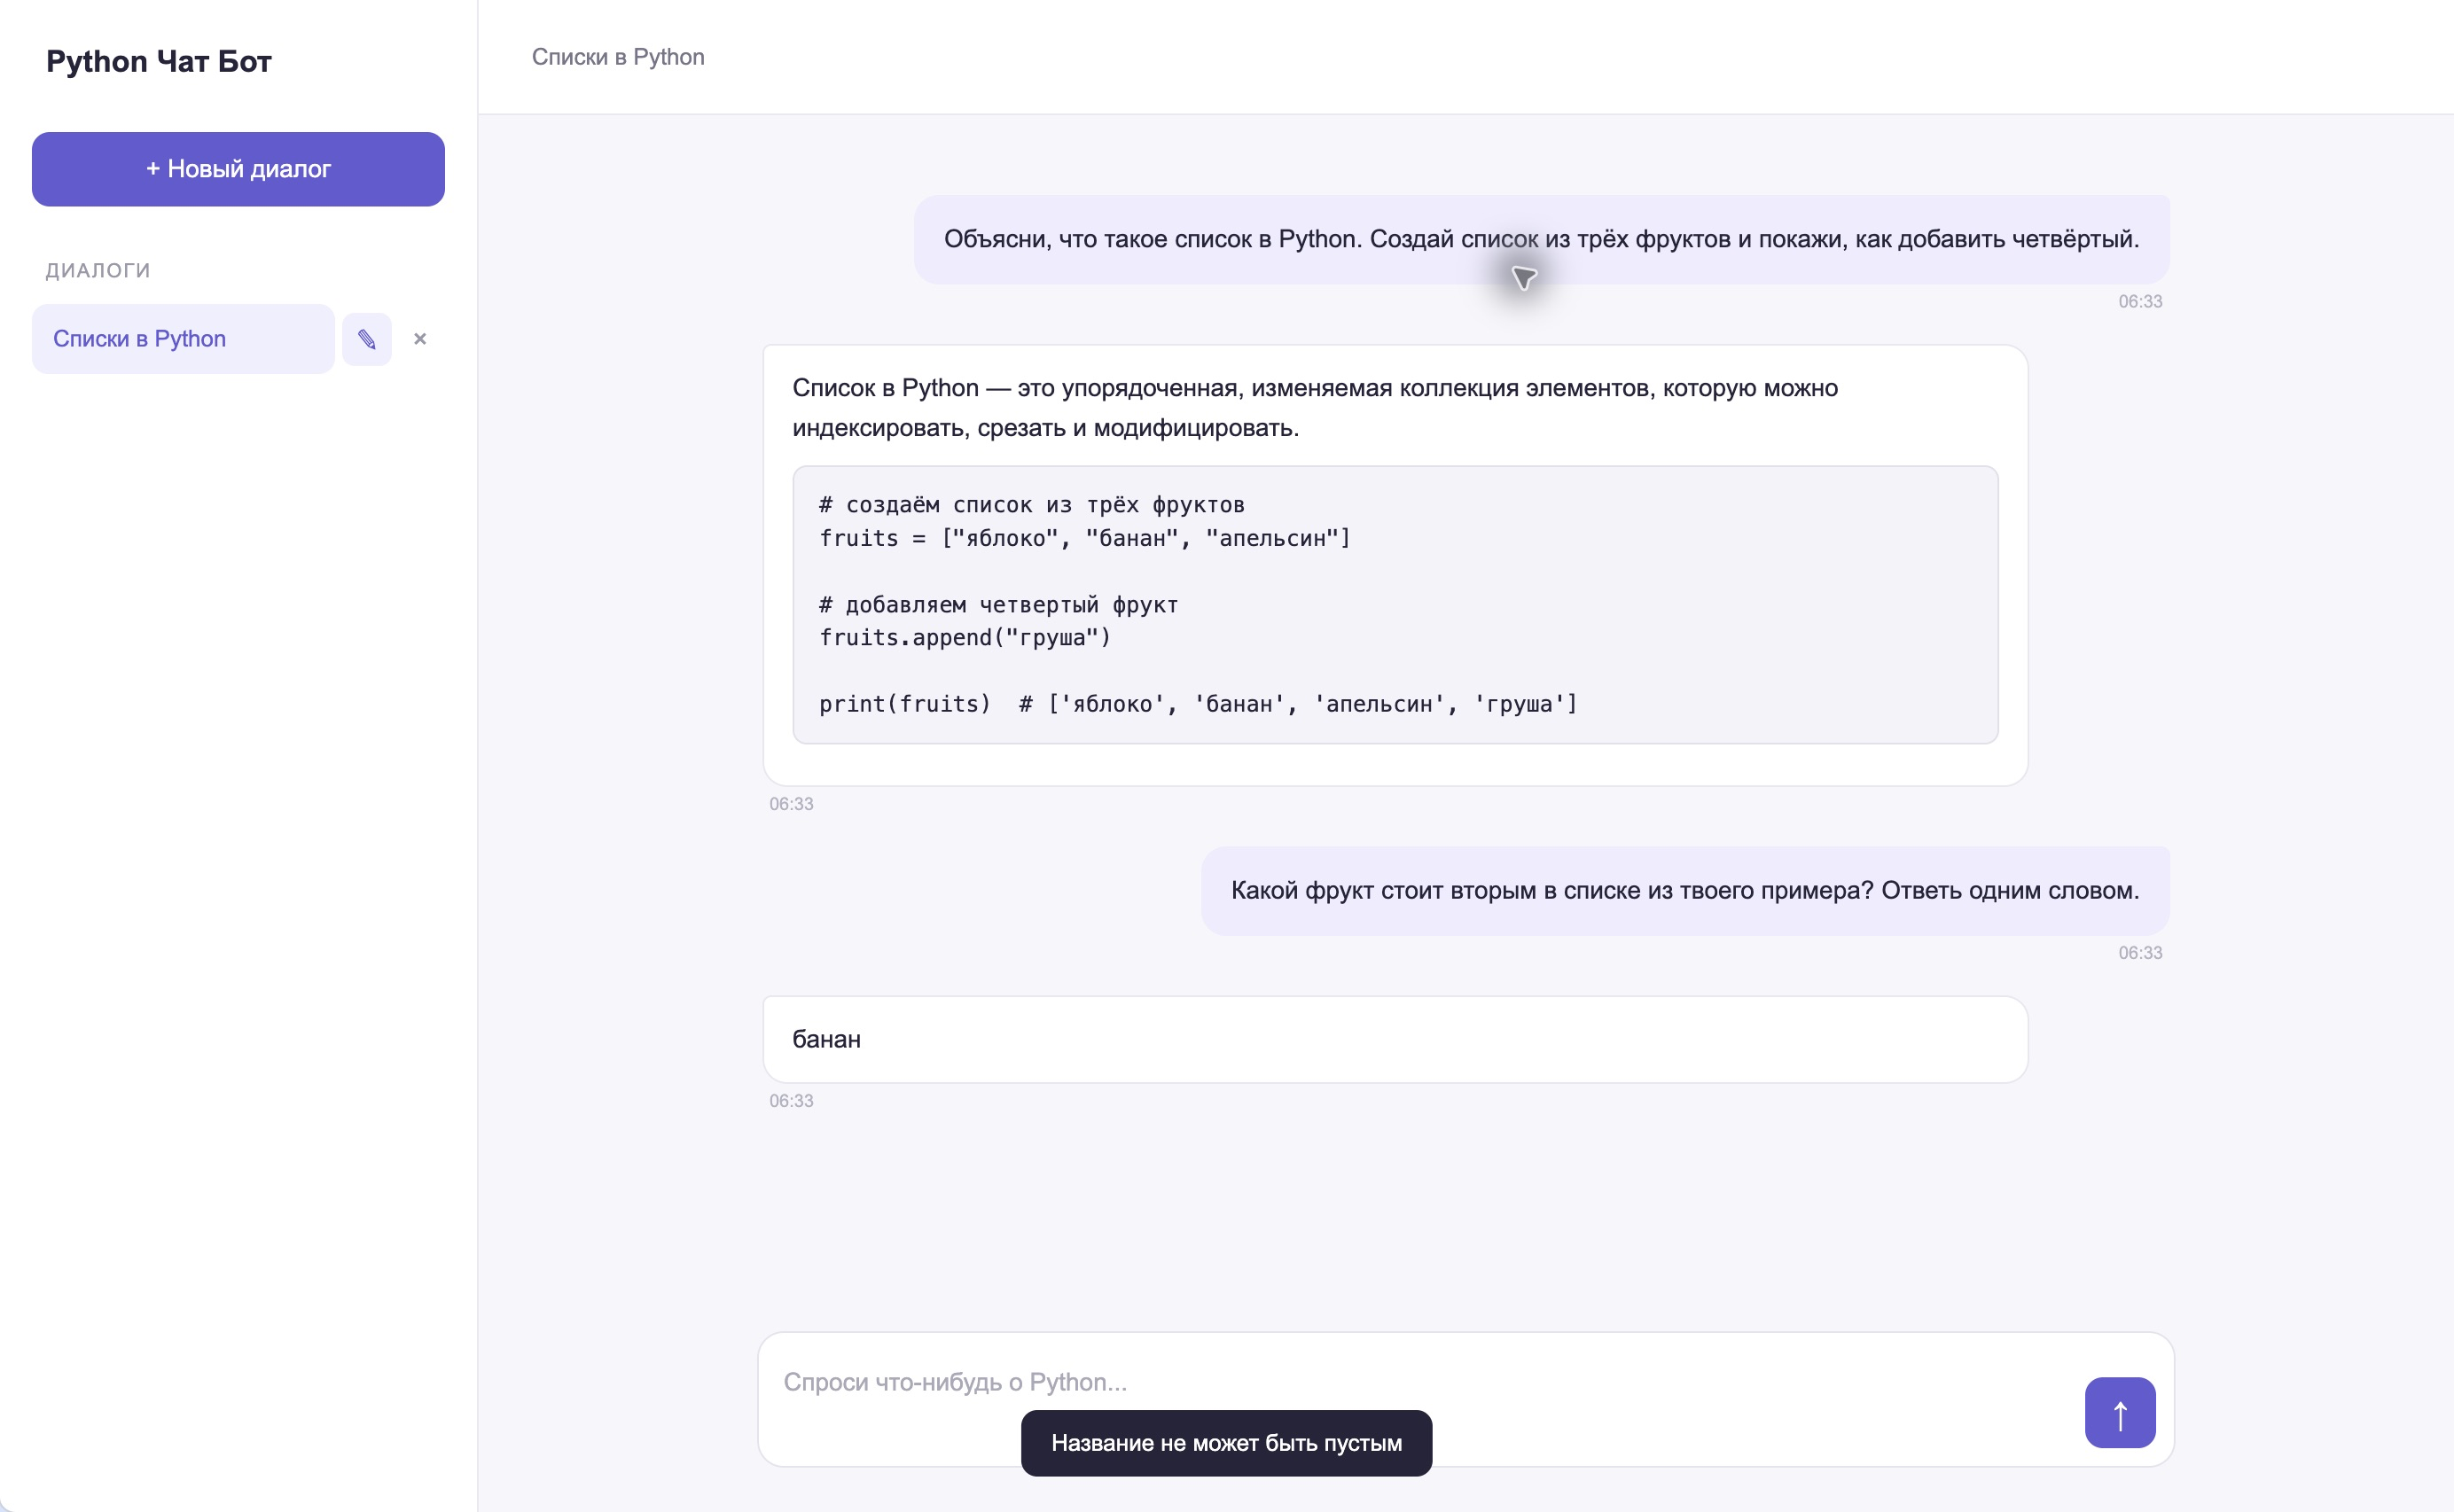 Python Чат Бот
+ Новый диалог
ДИАЛОГИ
Списки в Python
✎ ×
Списки в Python
Объясни, что такое список в Python. Создай список из трёх фруктов и покажи, как добавить четвёртый.
06:33
Список в Python — это упорядоченная, изменяемая коллекция элементов, которую можно
индексировать, срезать и модифицировать.
# создаём список из трёх фруктов
fruits = ["яблоко", "банан", "апельсин"]
# добавляем четвертый фрукт
fruits.append("груша")
print(fruits)  # ['яблоко', 'банан', 'апельсин', 'груша']
06:33
Какой фрукт стоит вторым в списке из твоего примера? Ответь одним словом.
06:33
банан
06:33
Спроси что-нибудь о Python...
↑
Название не может быть пустым